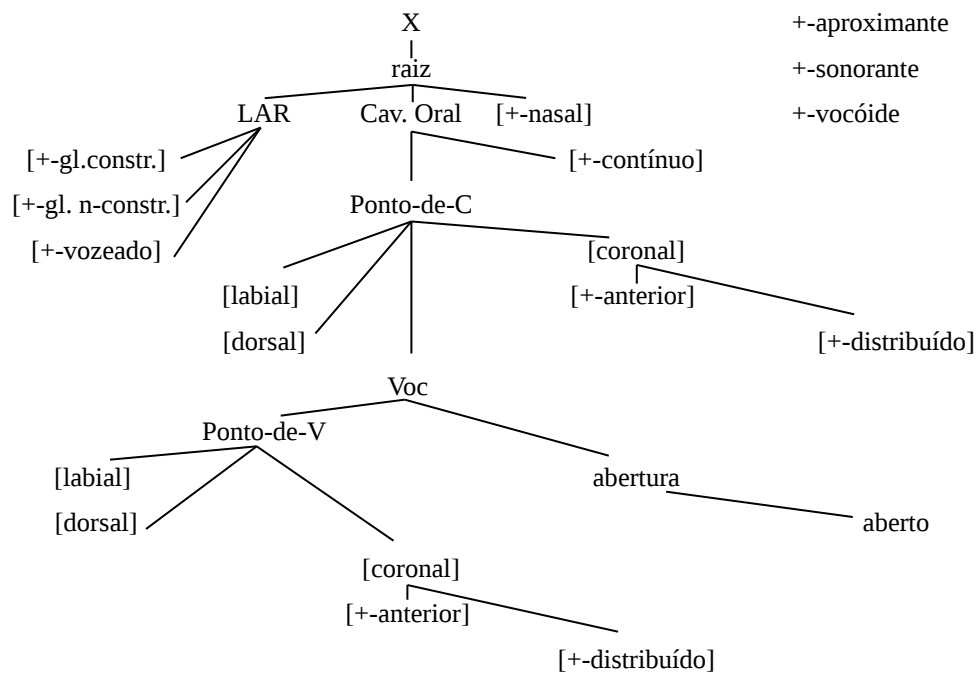 X +-aproximante
raiz +-sonorante
LAR Cav. Oral [+-nasal] +-vocóide
[+-gl.constr.] [+-contínuo]
[+-gl. n-constr.] Ponto-de-C
[+-vozeado] [coronal]
[labial] [+-anterior]
[dorsal] [+-distribuído]
Voc
Ponto-de-V
[labial] abertura
[dorsal] aberto
[coronal]
[+-anterior]
[+-distribuído]